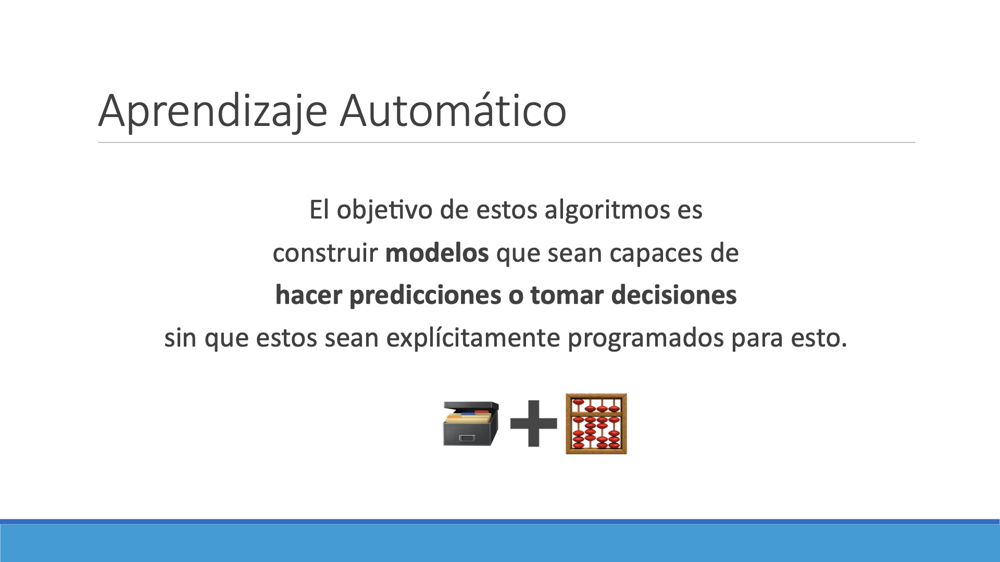 Aprendizaje Automático
El objetivo de estos algoritmos es
construir modelos que sean capaces de
hacer predicciones o tomar decisiones
sin que estos sean explícitamente programados para esto.